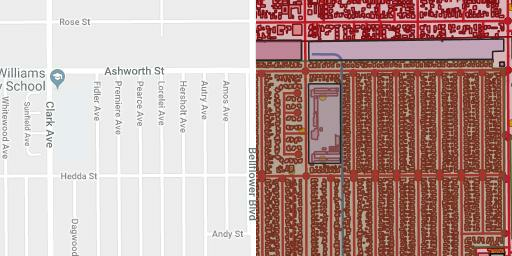 Rose St
Ashworth St
Williams
y School
Clark Ave
Whitewood Ave
Sunfield Ave
Fidler Ave
Premiere Ave
Pearce Ave
Lorelei Ave
Hersholt Ave
Autry Ave
Amos Ave
Bellflower Blvd
Hedda St
Dagwood
Andy St